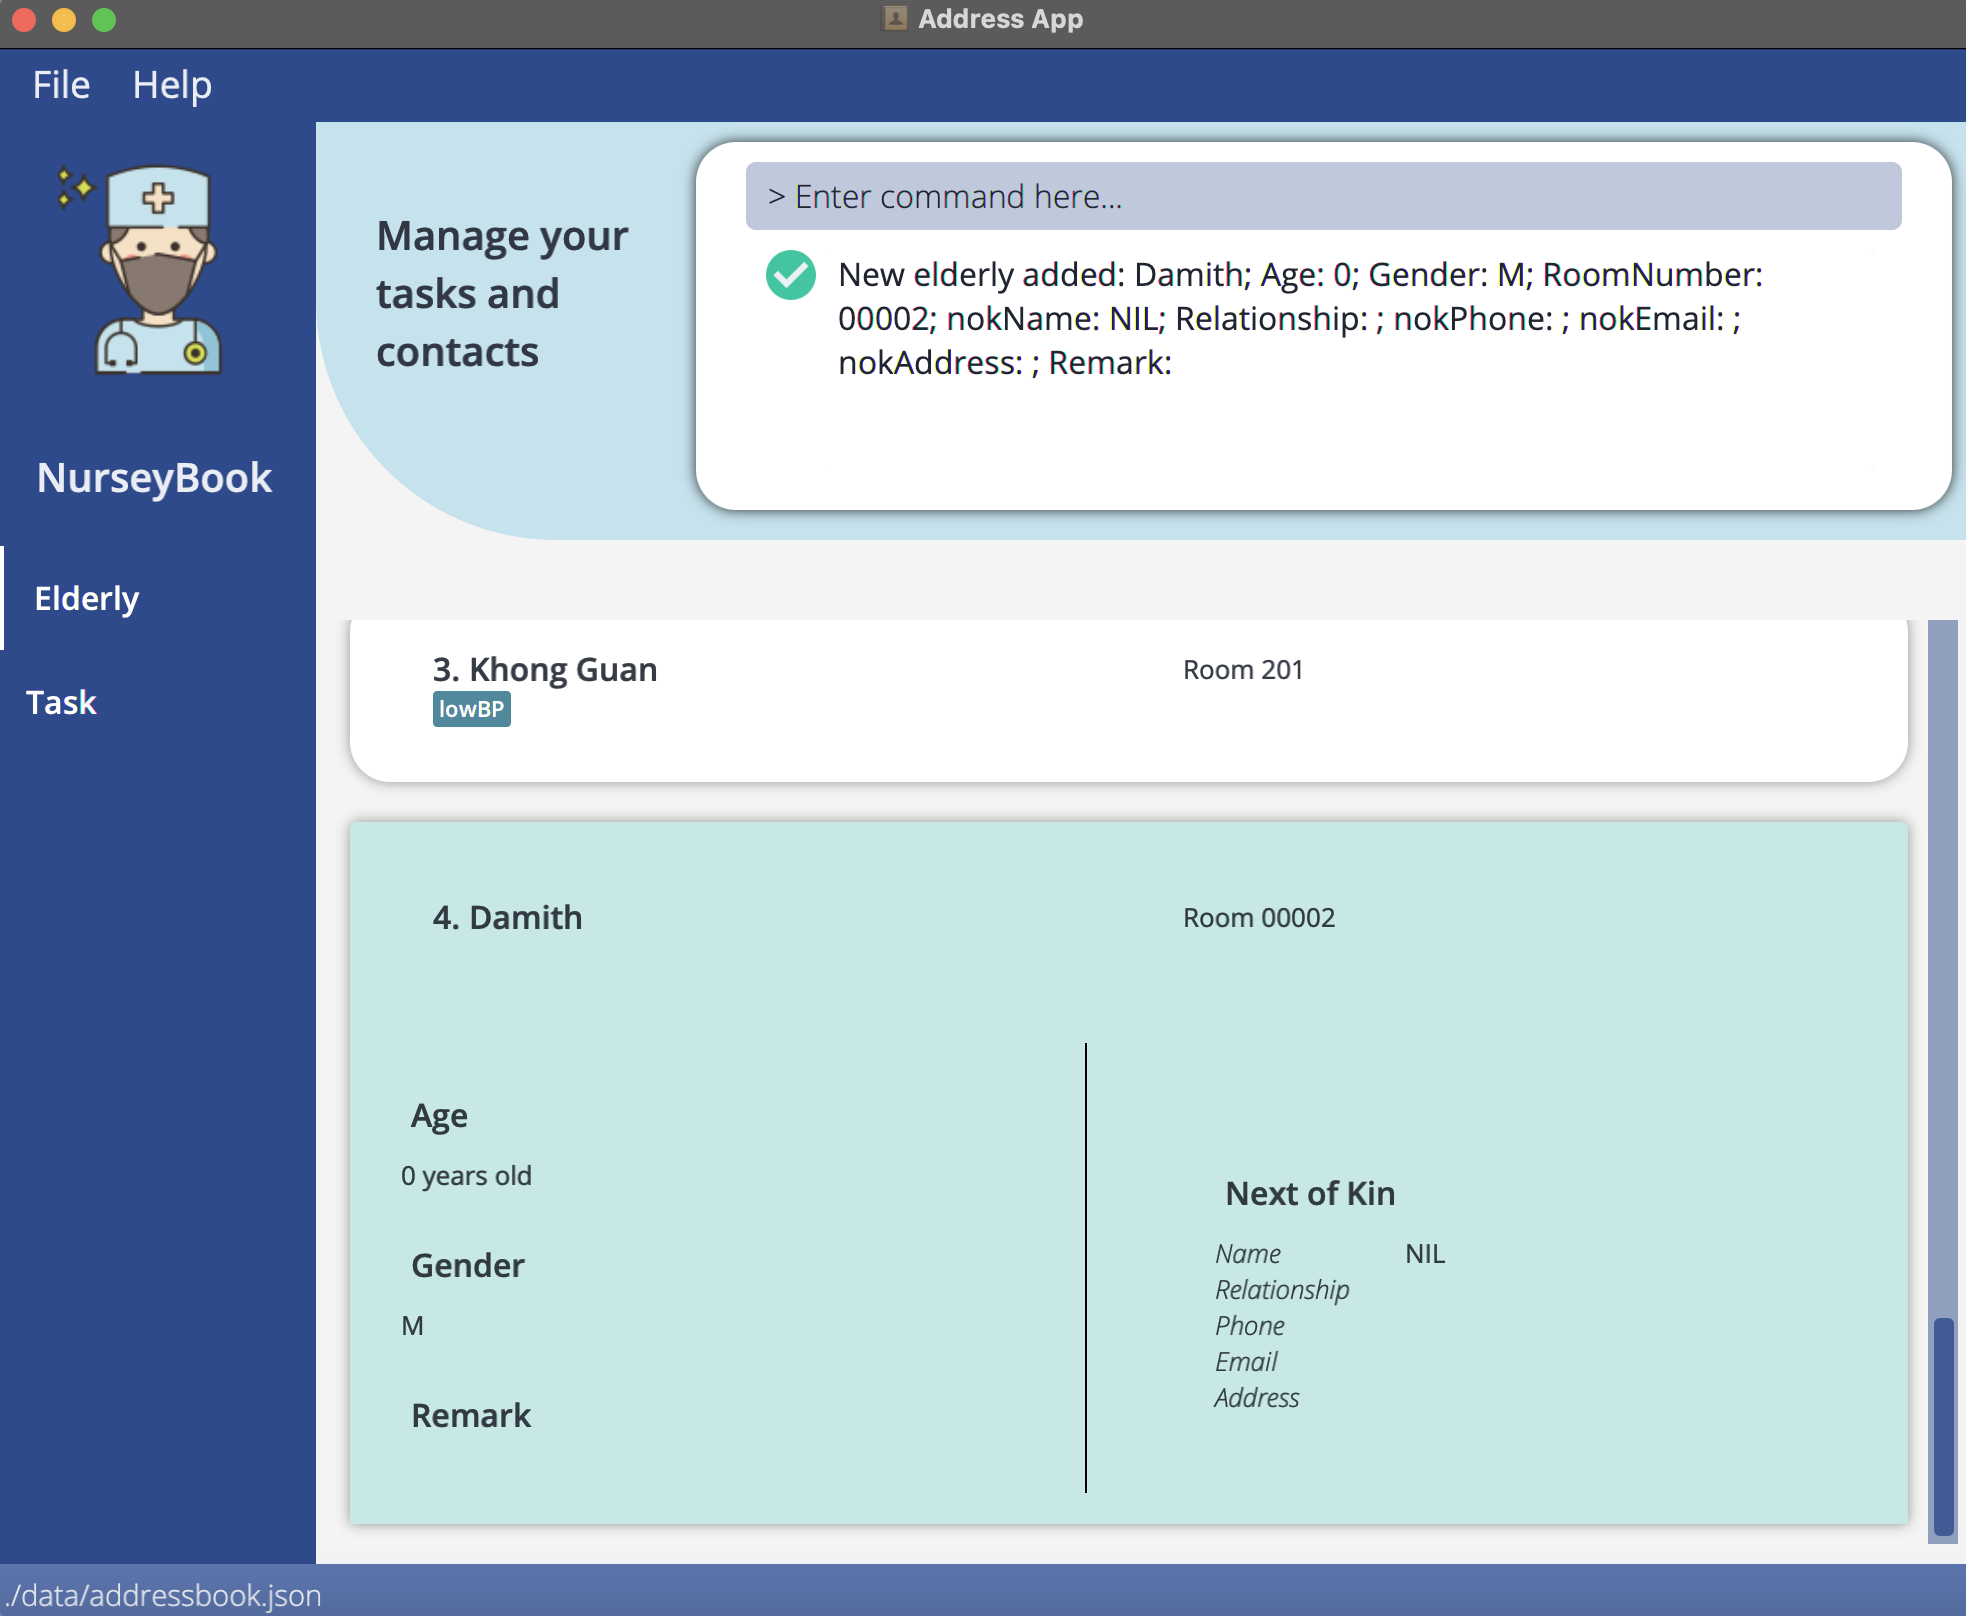 Address App
File Help
Manage your
tasks and
contacts
> Enter command here...
New elderly added: Damith; Age: 0; Gender: M; RoomNumber:
00002; nokName: NIL; Relationship: ; nokPhone: ; nokEmail: ;
nokAddress: ; Remark:
NurseyBook
Elderly
Task
3. Khong Guan
Room 201
lowBP
4. Damith
Room 00002
Age
0 years old
Gender
M
Remark
Next of Kin
Name NIL
Relationship
Phone
Email
Address
./data/addressbook.json